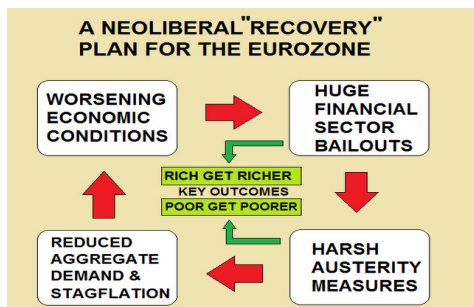 A NEOLIBERAL"RECOVERY"
PLAN FOR THE EUROZONE
WORSENING
ECONOMIC
CONDITIONS
HUGE
FINANCIAL
SECTOR
BAILOUTS
RICH GET RICHER
KEY OUTCOMES
POOR GET POORER
REDUCED
AGGREGATE
DEMAND &
STAGFLATION
HARSH
AUSTERITY
MEASURES